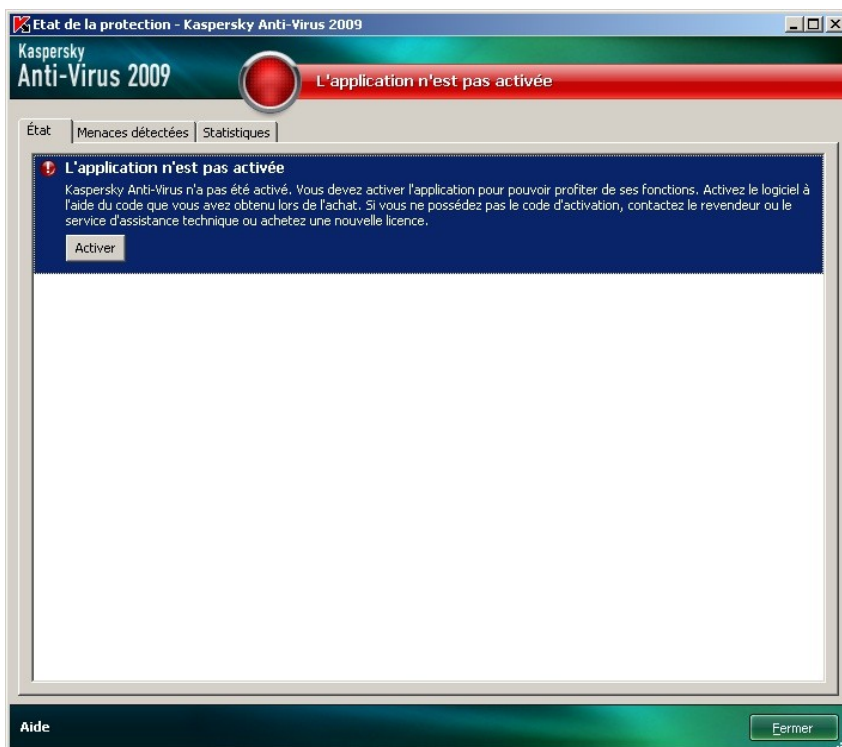 Etat de la protection - Kaspersky Anti-Virus 2009
Kaspersky
Anti-Virus 2009
L'application n'est pas activée
État
Menaces détectées
Statistiques
L'application n'est pas activée
Kaspersky Anti-Virus n'a pas été activé. Vous devez activer l'application pour pouvoir profiter de ses fonctions. Activez le logiciel à
l'aide du code que vous avez obtenu lors de l'achat. Si vous ne possédez pas le code d'activation, contactez le revendeur ou le
service d'assistance technique ou achetez une nouvelle licence.
Activer
Aide
Fermer